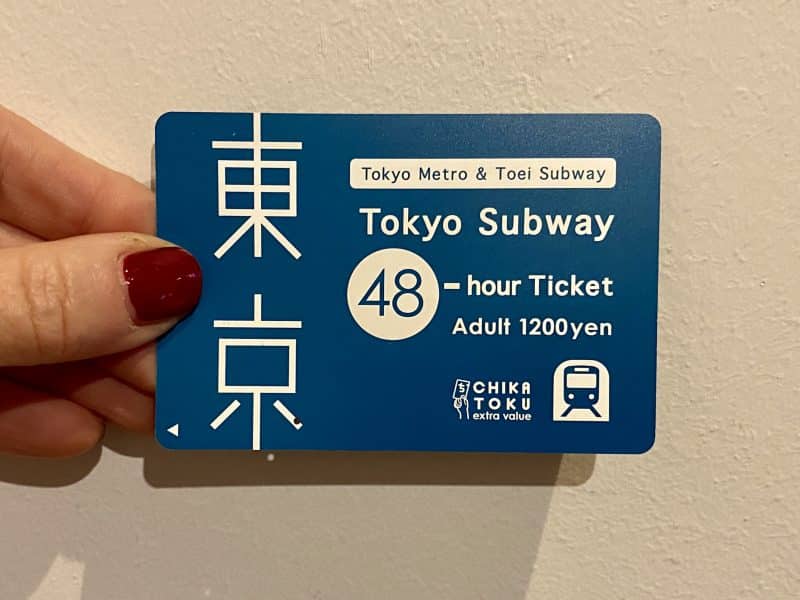 東京
Tokyo Metro & Toei Subway
Tokyo Subway
48-hour Ticket
Adult 1200yen
$
CHIKA
TOKU
extra value